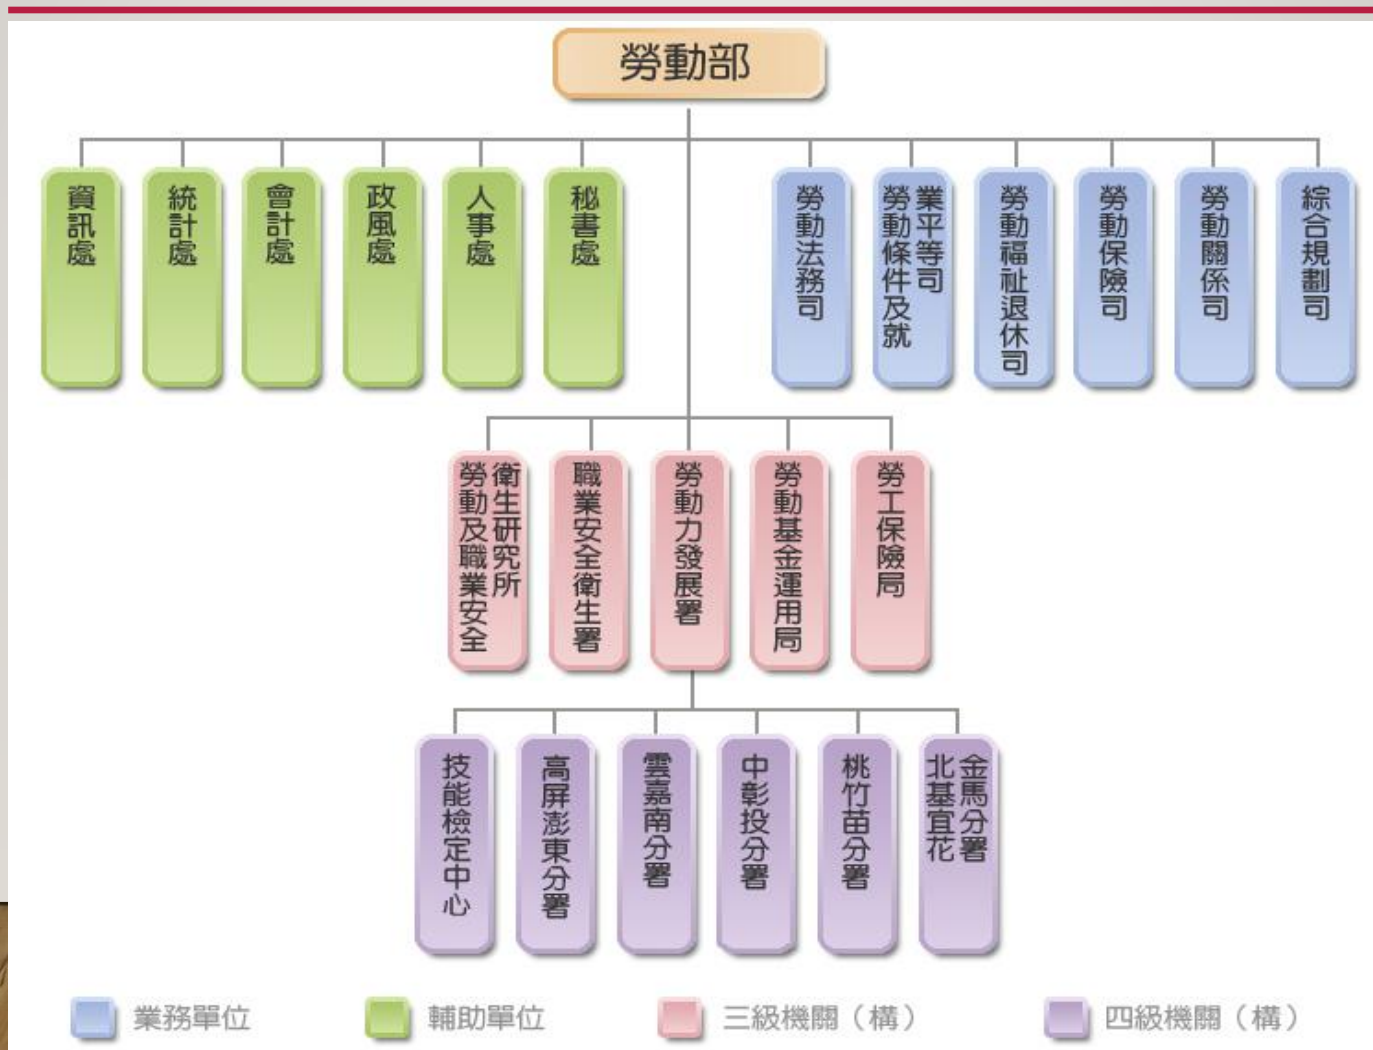 勞動部
資訊處
統計處
會計處
政風處
人事處
秘書處
勞動法務司
勞動條件及就
業平等司
勞動福祉退休司
勞動保險司
勞動關係司
綜合規劃司
勞動及職業安全
衛生研究所
職業安全衛生署
勞動力發展署
勞動基金運用局
勞工保險局
技能檢定中心
高屏澎東分署
雲嘉南分署
中彰投分署
桃竹苗分署
北基宜花
金馬分署
業務單位
輔助單位
三級機關（構）
四級機關（構）